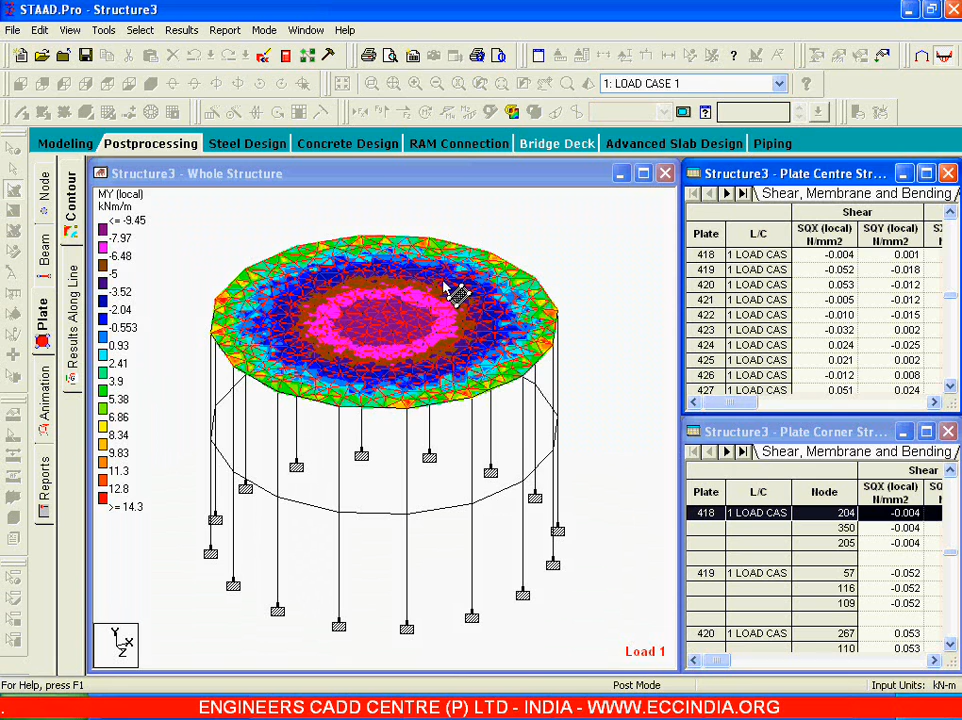 STAAD.Pro - Structure3
File Edit View Tools Select Results Report Mode Window Help
1: LOAD CASE 1
Modeling Postprocessing Steel Design Concrete Design RAM Connection Bridge Deck Advanced Slab Design Piping
Node
Beam
Plate
Animation
Reports
Contour
Results Along Line
Structure3 - Whole Structure
MY (local)
kNm/m
<= -9.45
-7.97
-6.48
-5
-3.52
-2.04
-0.553
0.93
2.41
3.9
5.38
6.86
8.34
9.83
11.3
12.8
>= 14.3
Y
X
Z
Load 1
Structure3 - Plate Centre Str...
Shear, Membrane and Bending
Shear
Plate L/C SQX (local) N/mm2 SQY (local) N/mm2
418 1 LOAD CAS -0.004 0.001
419 1 LOAD CAS -0.052 -0.018
420 1 LOAD CAS 0.053 0.051
421 1 LOAD CAS -0.005 -0.012
422 1 LOAD CAS -0.010 -0.015
423 1 LOAD CAS -0.032 0.002
424 1 LOAD CAS 0.024 -0.025
425 1 LOAD CAS 0.021 0.002
426 1 LOAD CAS -0.012 0.008
427 1 LOAD CAS 0.051 0.024
Structure3 - Plate Corner Str...
Shear, Membrane and Bending
Shear
Plate L/C Node SQX (local) N/mm2 SQ N/
418 1 LOAD CAS 204 -0.004
350 -0.004
205 -0.004
419 1 LOAD CAS 57 -0.052
116 -0.052
109 -0.052
420 1 LOAD CAS 267 0.053
110 0.053
For Help, press F1
Post Mode
Input Units: kN-m
. ENGINEERS CADD CENTRE (P) LTD - INDIA - WWW.ECCINDIA.ORG